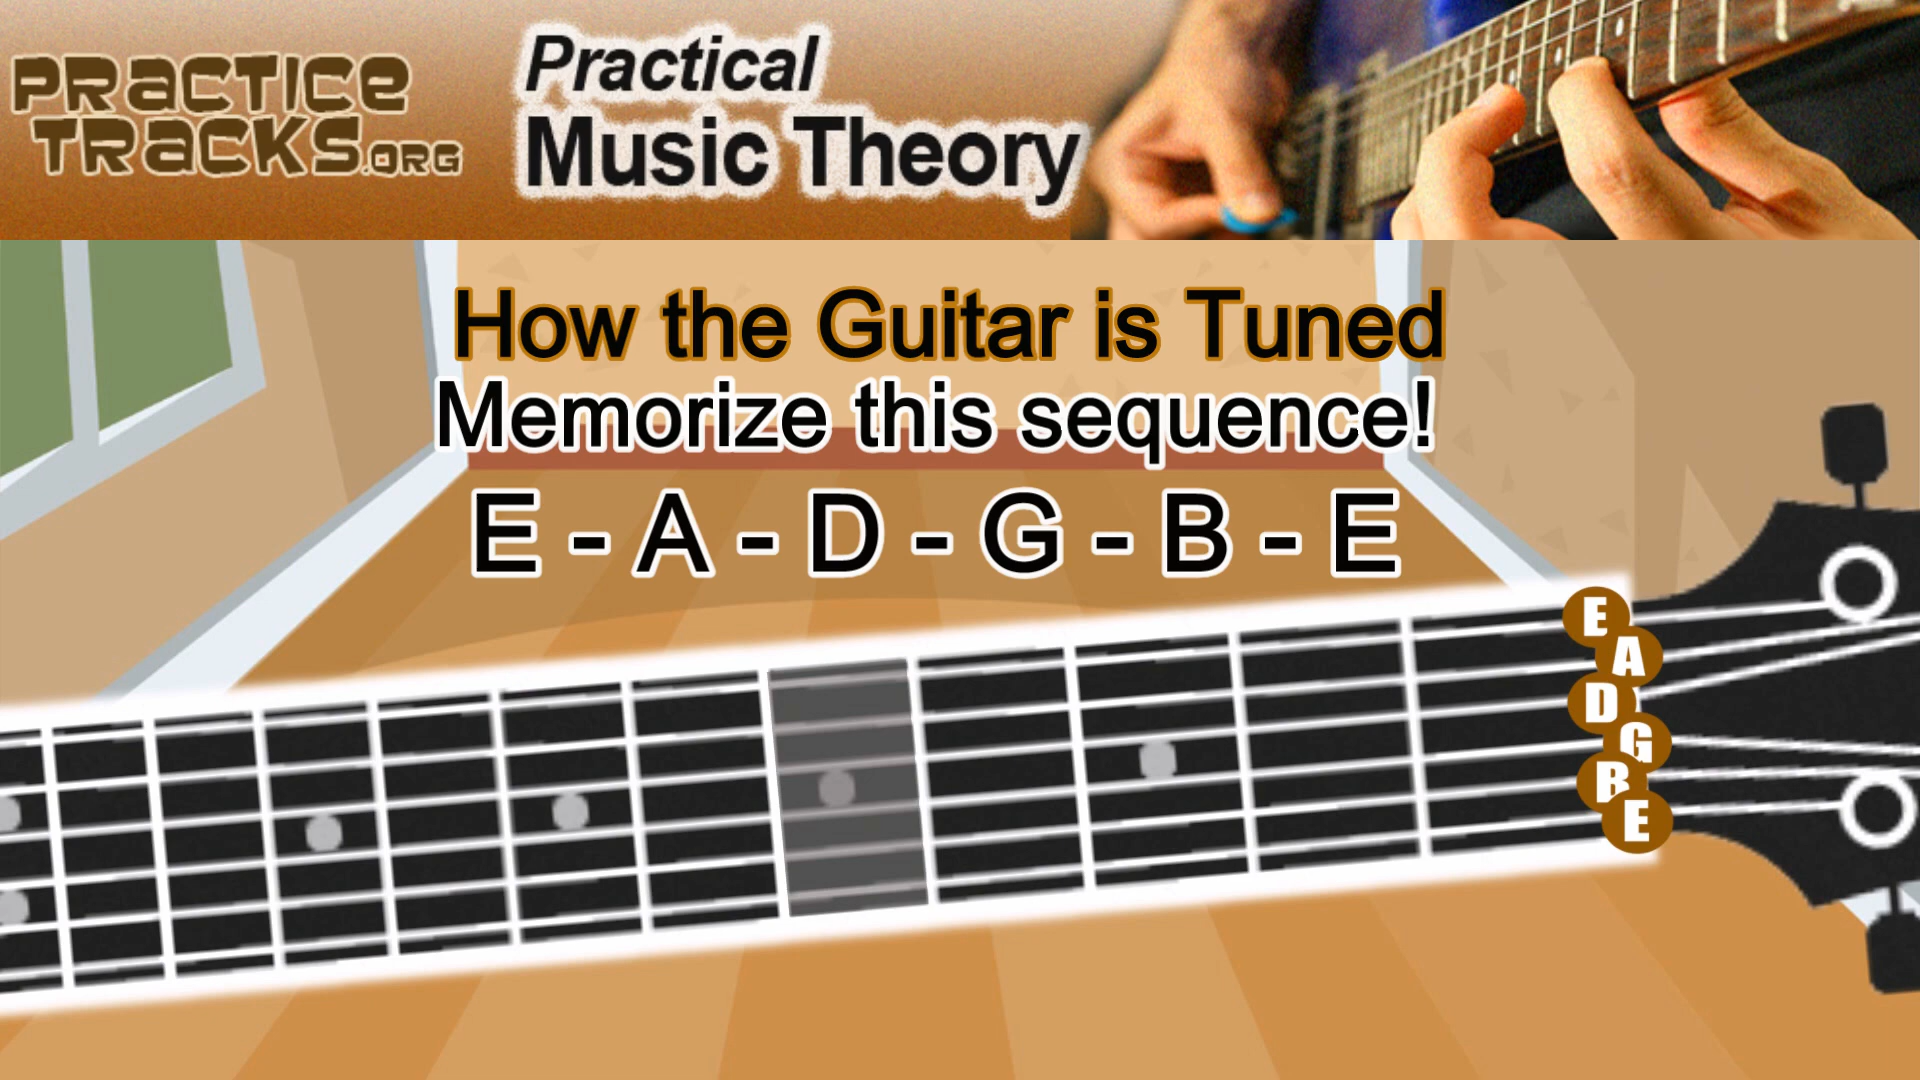 PRACTICE
TRACKS.ORG
Practical
Music Theory
How the Guitar is Tuned
Memorize this sequence!
E - A - D - G - B - E
E
A
D
G
B
E